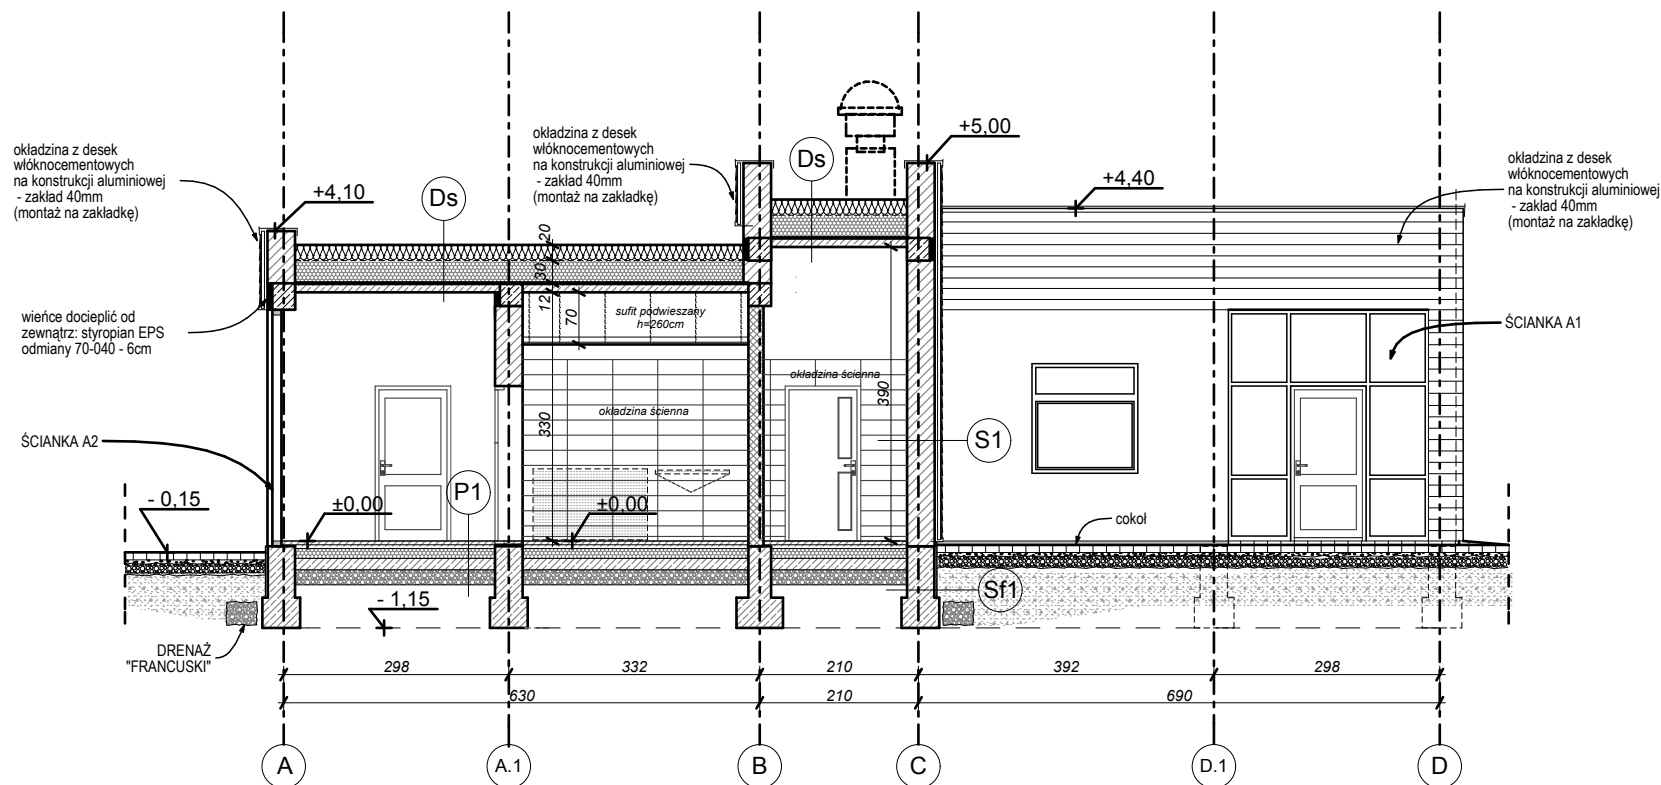 okładzina z desek
włóknocementowych
na konstrukcji aluminiowej
- zakład 40mm
(montaż na zakładkę)
okładzina z desek
włóknocementowych
na konstrukcji aluminiowej
- zakład 40mm
(montaż na zakładkę)
okładzina z desek
włóknocementowych
na konstrukcji aluminiowej
- zakład 40mm
(montaż na zakładkę)
+4,10
Ds
Ds
+5,00
+4,40
wieńce docieplić od
zewnątrz: styropian EPS
odmiany 70-040 - 6cm
20
30
12
70
sufit podwieszany
h=260cm
ŚCIANKA A1
okładzina ścienna
390
okładzina ścienna
330
ŚCIANKA A2
S1
P1
- 0,15
±0,00
±0,00
cokół
Sf1
- 1,15
DRENAŻ
"FRANCUSKI"
298
332
210
392
298
630
210
690
A
A.1
B
C
D.1
D